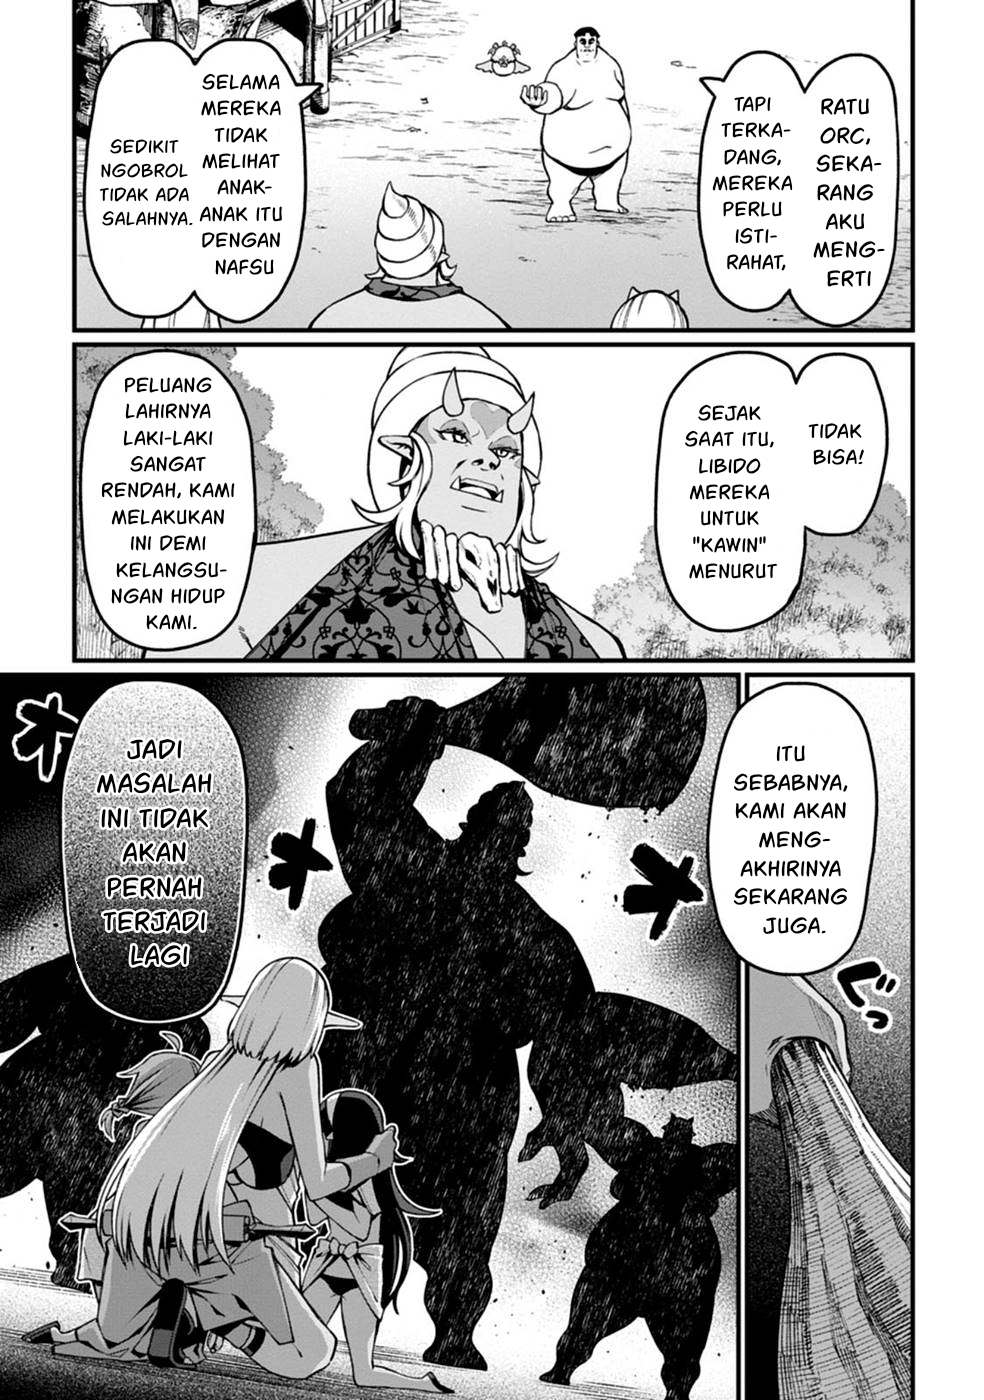 RATU
ORC,
SEKA-
RANG
AKU
MENG-
ERTI
TAPI
TERKA-
DANG,
MEREKA
PERLU
ISTI-
RAHAT,
SELAMA
MEREKA
TIDAK
MELIHAT
ANAK-
ANAK ITU
DENGAN
NAFSU
SEDIKIT
NGOBROL
TIDAK ADA
SALAHNYA.
TIDAK
BISA!
SEJAK
SAAT ITU,
LIBIDO
MEREKA
UNTUK
"KAWIN"
MENURUT
PELUANG
LAHIRNYA
LAKI-LAKI
SANGAT
RENDAH, KAMI
MELAKUKAN
INI DEMI
KELANGSU-
NGAN HIDUP
KAMI.
ITU
SEBABNYA,
KAMI AKAN
MENG-
AKHIRINYA
SEKARANG
JUGA.
JADI
MASALAH
INI TIDAK
AKAN
PERNAH
TERJADI
LAGI
ぐっ